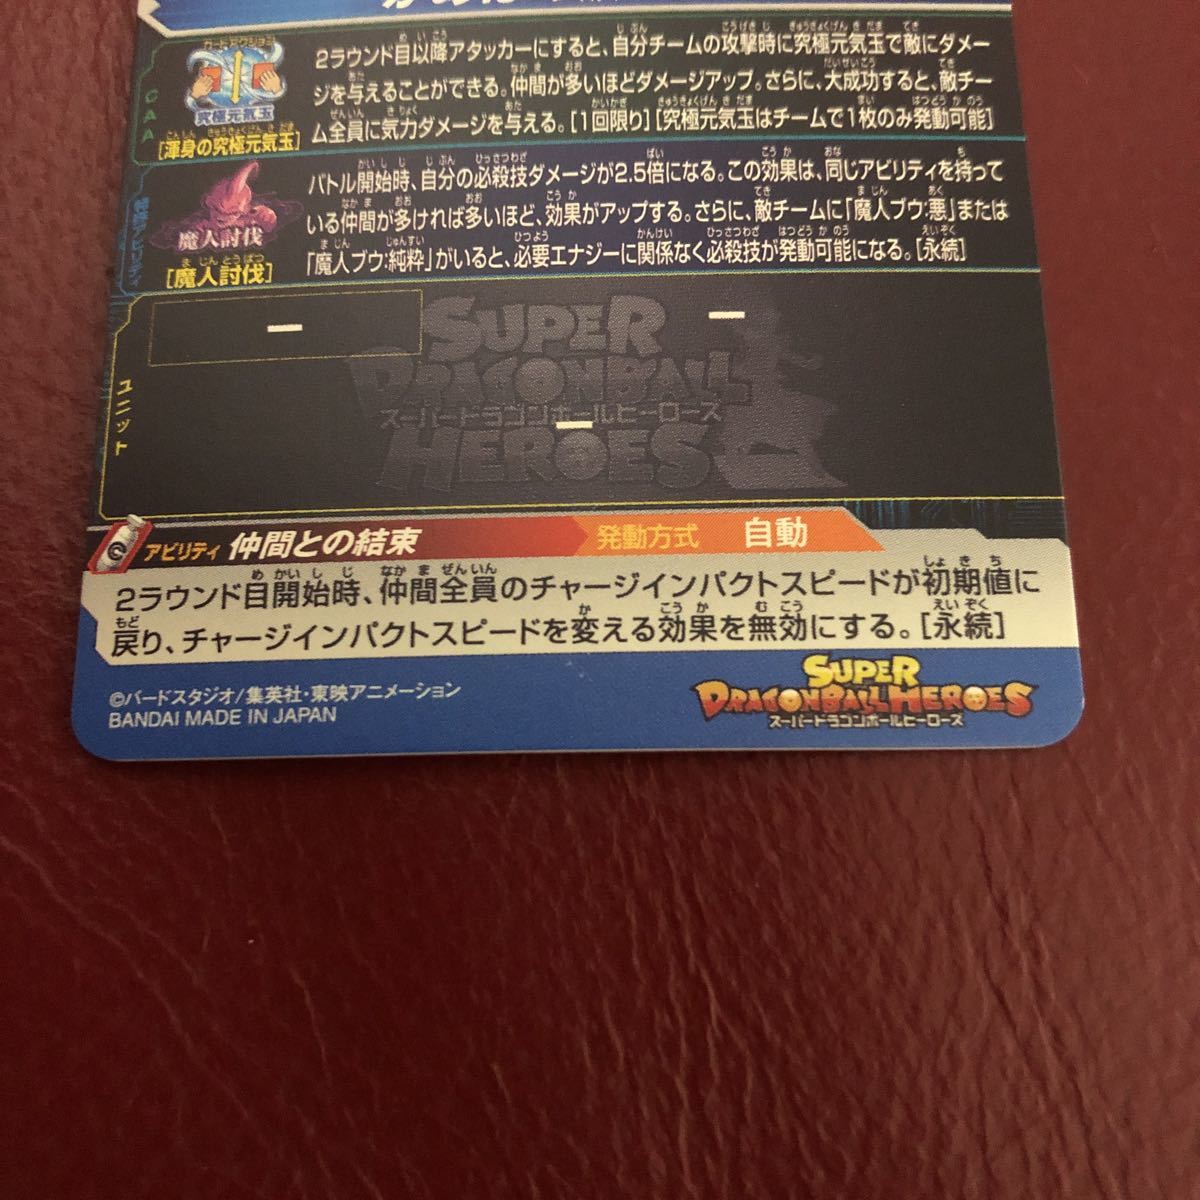 カードアクション
究極元気玉
[渾身の究極元気玉]
CAA
2ラウンド目以降アタッカーにすると、自分チームの攻撃時に究極元気玉で敵にダメー
ジを与えることができる。仲間が多いほどダメージアップ。さらに、大成功すると、敵チー
ム全員に気力ダメージを与える。[1回限り][究極元気玉はチームで1枚のみ発動可能]
魔人討伐
[魔人討伐]
バトル開始時、自分の必殺技ダメージが2.5倍になる。この効果は、同じアビリティを持って
いる仲間が多ければ多いほど、効果がアップする。さらに、敵チームに「魔人ブウ:悪」または
「魔人ブウ:純粋」がいると、必要エナジーに関係なく必殺技が発動可能になる。[永続]
ユニット
ー
ー
ー
SUPER
DRAGONBALL
スーパードラゴンボールヒーローズ
HEROES
アビリティ 仲間との結束 発動方式 自動
2ラウンド目開始時、仲間全員のチャージインパクトスピードが初期値に
戻り、チャージインパクトスピードを変える効果を無効にする。[永続]
©バードスタジオ/集英社・東映アニメーション
BANDAI MADE IN JAPAN
SUPER
DRAGONBALL HEROES
スーパードラゴンボールヒーローズ